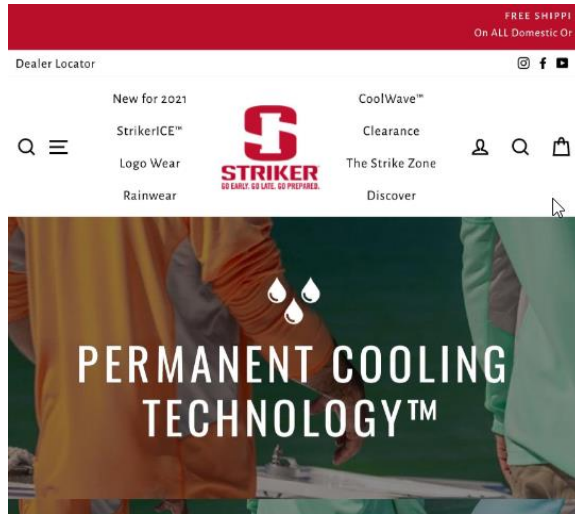 FREE SHIPPI
On ALL Domestic Or
Dealer Locator
New for 2021
StrikerICE™
Logo Wear
Rainwear
S
STRIKER
GO EARLY. GO LATE. GO PREPARED.
CoolWave™
Clearance
The Strike Zone
Discover
PERMANENT COOLING
TECHNOLOGY™